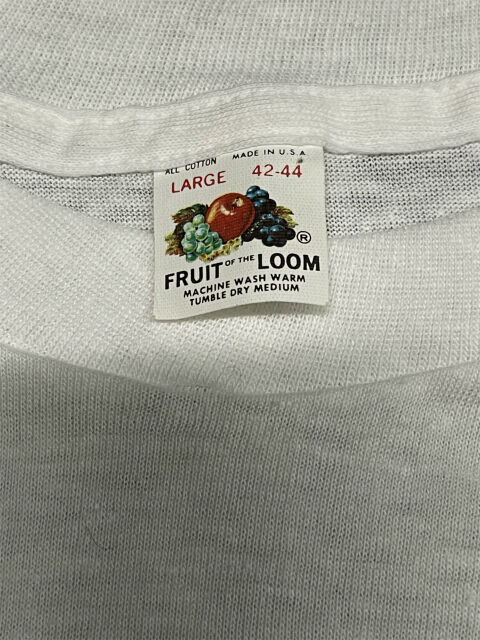 ALL COTTON MADE IN U.S.A.
LARGE 42-44
®
FRUIT OF THE LOOM
MACHINE WASH WARM
TUMBLE DRY MEDIUM